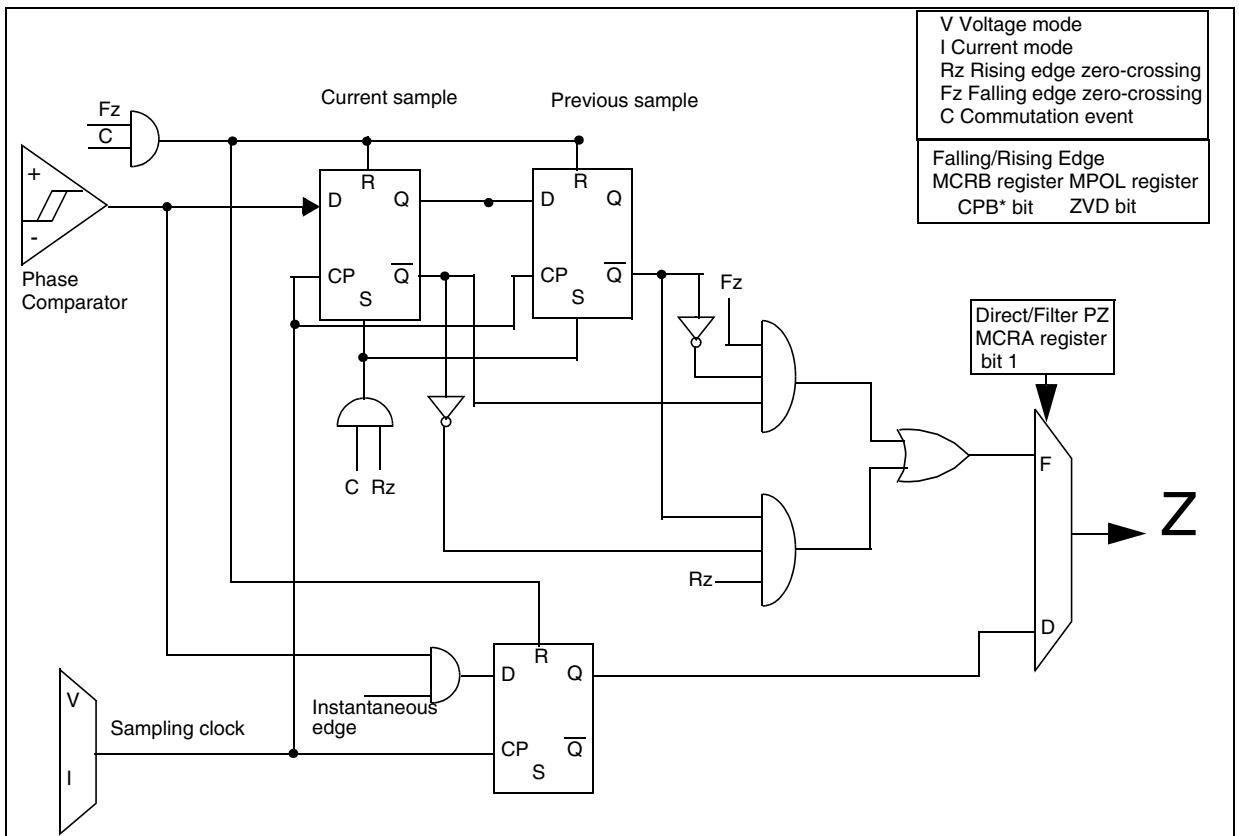 V Voltage mode
I Current mode
Rz Rising edge zero-crossing
Fz Falling edge zero-crossing
C Commutation event
Falling/Rising Edge
MCRB register MPOL register
CPB* bit ZVD bit
Current sample
Previous sample
Fz
C
+
-
Phase
Comparator
R
D Q
CP Q
S
R
D Q
CP Q
S
Fz
Direct/Filter PZ
MCRA register
bit 1
C Rz
F
Z
Rz
D
R
D Q
Instantaneous
edge
CP Q
S
V
Sampling clock
I